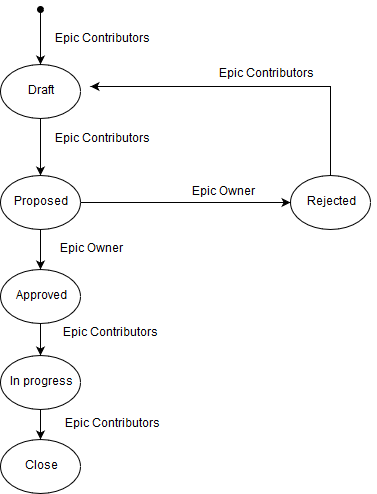 Epic Contributors
Epic Contributors
Draft
Epic Contributors
Epic Owner
Proposed
Rejected
Epic Owner
Approved
Epic Contributors
In progress
Epic Contributors
Close